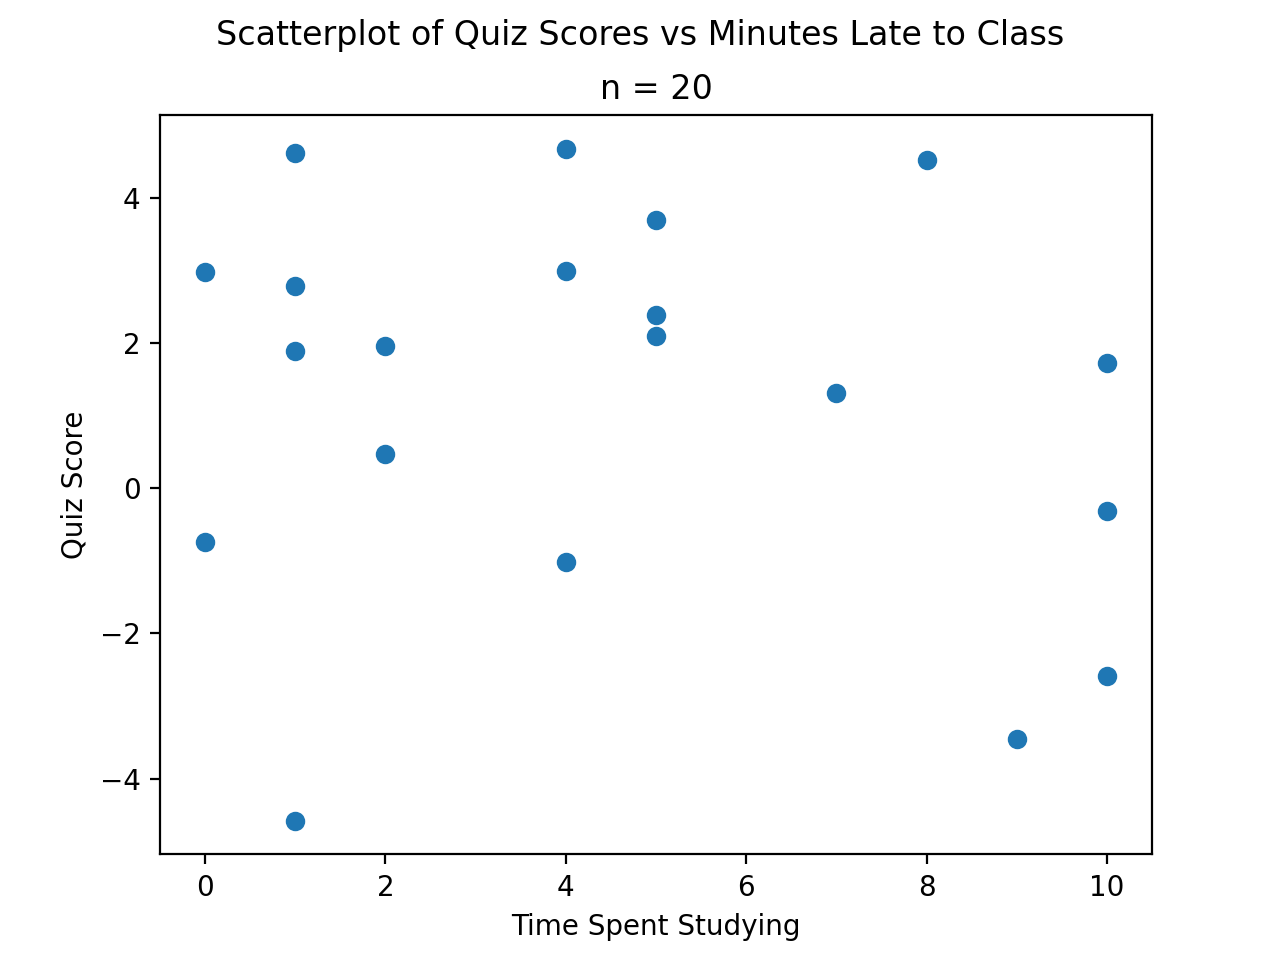 Scatterplot of Quiz Scores vs Minutes Late to Class
n = 20
4
2
0
−2
−4
Quiz Score
0 2 4 6 8 10
Time Spent Studying